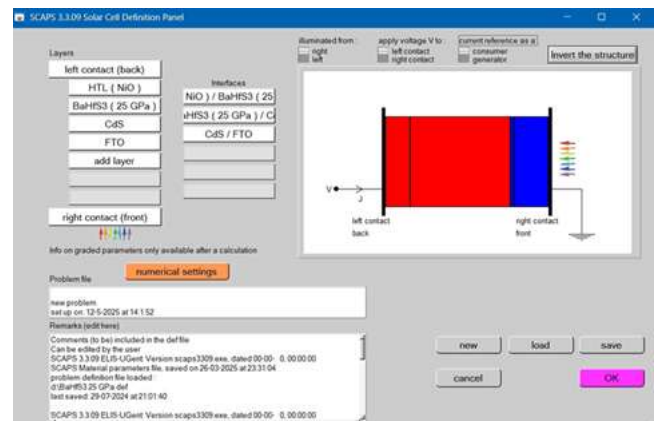 SCAPS 3.3.09 Solar Cell Definition Panel
Layers
left contact (back)
HTL ( NiO )
BaHfS3 ( 25 GPa )
CdS
FTO
add layer
right contact (front)
Interfaces
NiO ) / BaHfS3 ( 25
HfS3 ( 25 GPa ) / C
CdS / FTO
Info on graded parameters only available after a calculation
illuminated from :
right
left
apply voltage V to :
left contact
right contact
current reference as a:
consumer
generator
Invert the structure
V
J
left contact
back
right contact
front
numerical settings
Problem file
new problem
set up on: 12-5-2025 at 14:1:52
Remarks (edit here)
Comments (to be) included in the def file
Can be edited by the user
SCAPS 3.3.09 ELIS-UGent: Version scaps3309.exe, dated 00-00- 0, 00:00:00
SCAPS Material parameters file, saved on 26-03-2025 at 23:31:04
problem definition file loaded :
d:\BaHfS3 25 GPa.def
last saved: 29-07-2024 at 21:01:40
SCAPS 3.3.09 ELIS-UGent: Version scaps3309.exe, dated 00-00- 0, 00:00:00
new
load
save
cancel
OK